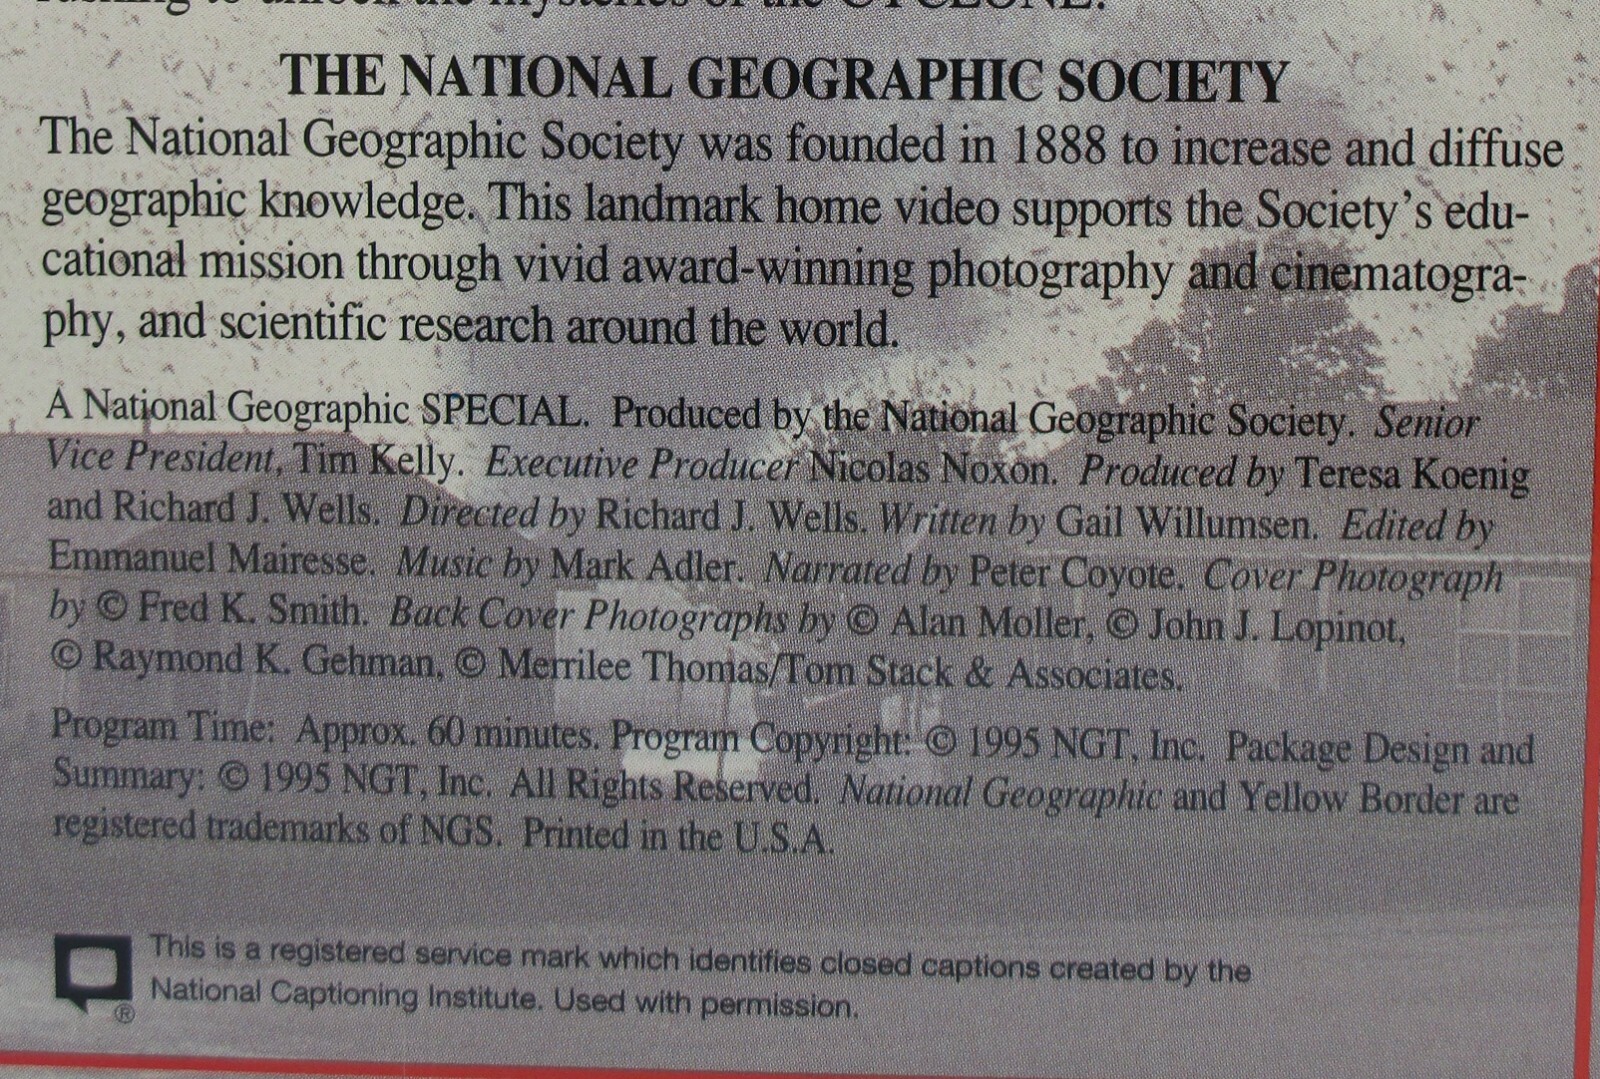 rushing to unlock the mysteries of the CYCLONE.
THE NATIONAL GEOGRAPHIC SOCIETY
The National Geographic Society was founded in 1888 to increase and diffuse
geographic knowledge. This landmark home video supports the Society's edu-
cational mission through vivid award-winning photography and cinematogra-
phy, and scientific research around the world.
A National Geographic SPECIAL. Produced by the National Geographic Society. Senior
Vice President, Tim Kelly. Executive Producer Nicolas Noxon. Produced by Teresa Koenig
and Richard J. Wells. Directed by Richard J. Wells. Written by Gail Willumsen. Edited by
Emmanuel Mairesse. Music by Mark Adler. Narrated by Peter Coyote. Cover Photograph
by © Fred K. Smith. Back Cover Photographs by © Alan Moller, © John J. Lopinot,
© Raymond K. Gehman, © Merrilee Thomas/Tom Stack & Associates.
Program Time: Approx. 60 minutes. Program Copyright: © 1995 NGT, Inc. Package Design and
Summary: © 1995 NGT, Inc. All Rights Reserved. National Geographic and Yellow Border are
registered trademarks of NGS. Printed in the U.S.A.
This is a registered service mark which identifies closed captions created by the
® National Captioning Institute. Used with permission.